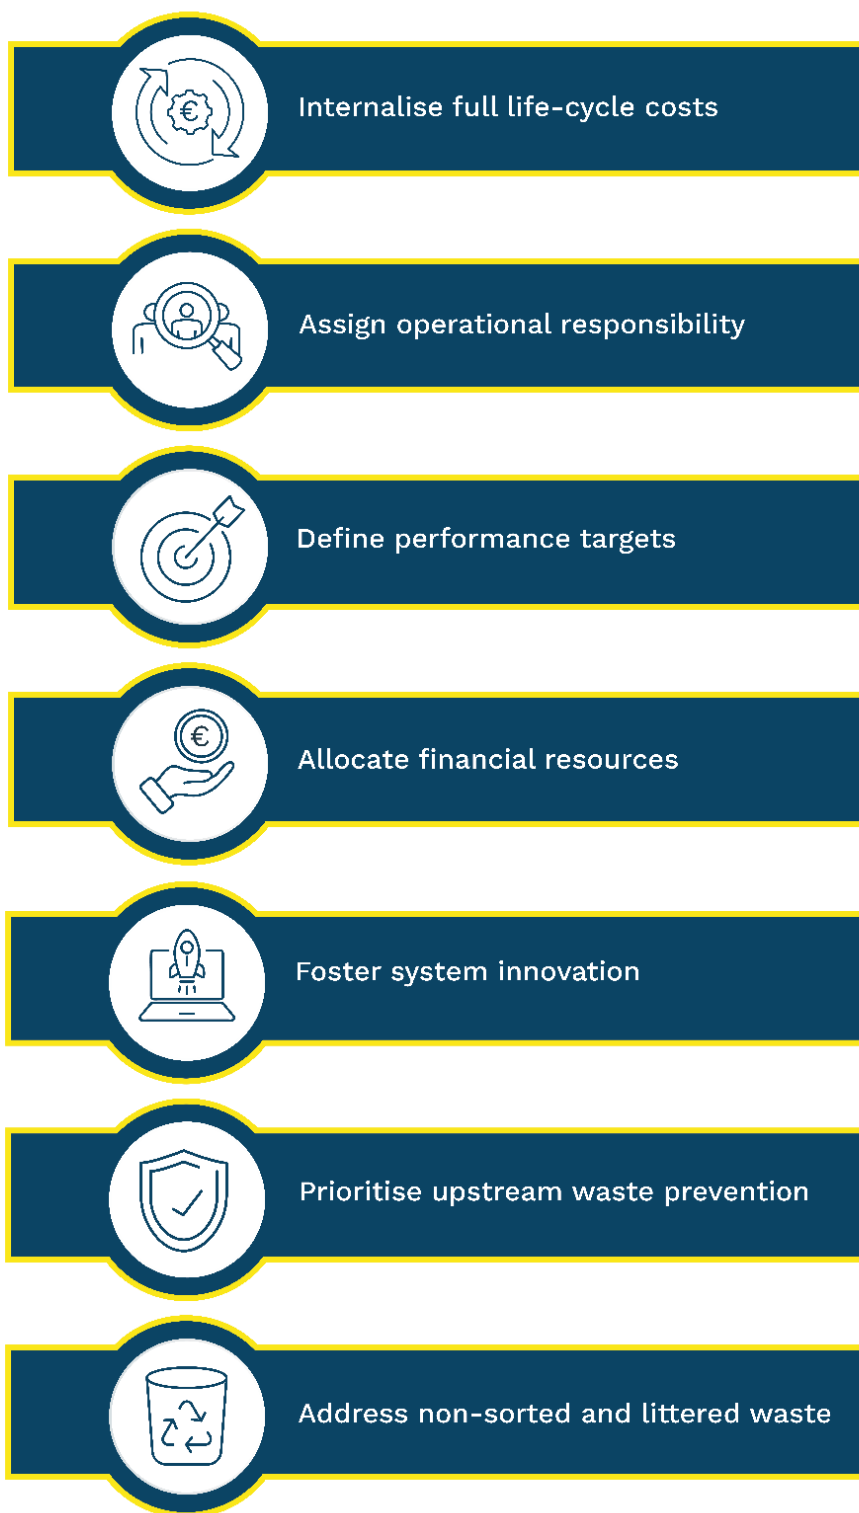 €
Internalise full life-cycle costs
Assign operational responsibility
Define performance targets
€
Allocate financial resources
Foster system innovation
Prioritise upstream waste prevention
Address non-sorted and littered waste